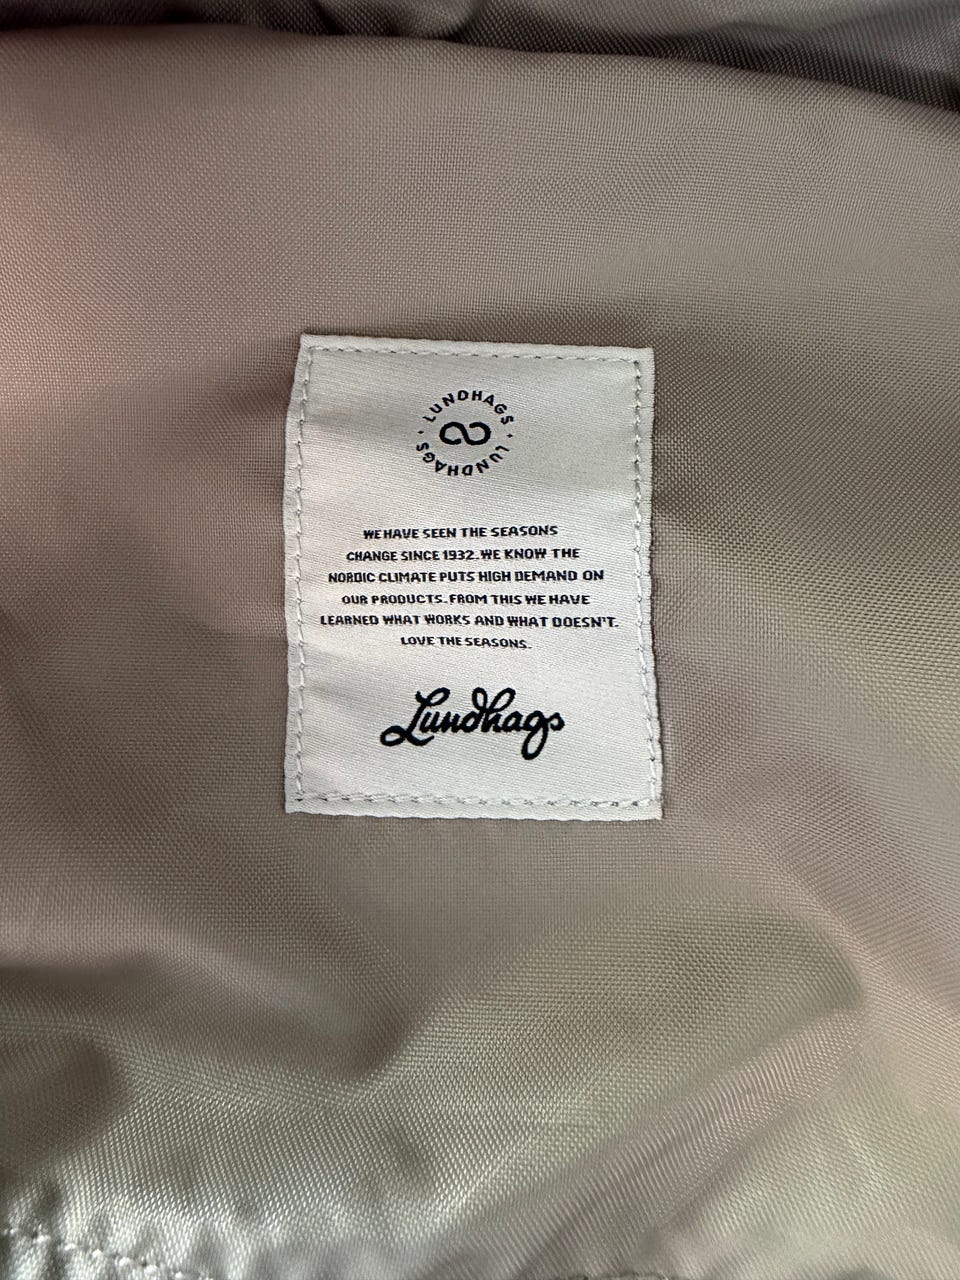 LUNDHAGS · LUNDHAGS ·
WE HAVE SEEN THE SEASONS
CHANGE SINCE 1932. WE KNOW THE
NORDIC CLIMATE PUTS HIGH DEMAND ON
OUR PRODUCTS. FROM THIS WE HAVE
LEARNED WHAT WORKS AND WHAT DOESN'T.
LOVE THE SEASONS.
Lundhags